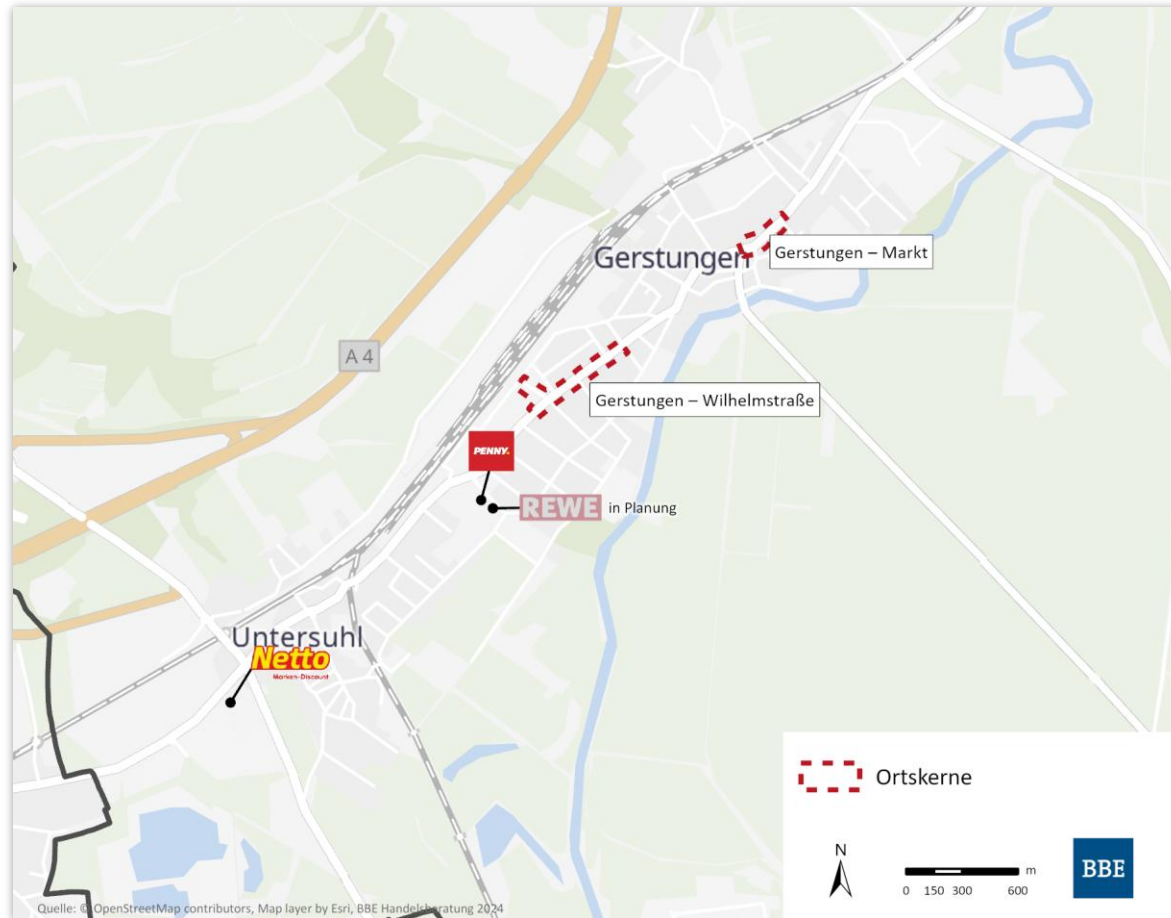 Gerstungen – Markt
Gerstungen
A 4
Gerstungen – Wilhelmstraße
PENNY.
REWE in Planung
Untersuhl
Netto
Marken-Discount
Ortskerne
N
m
0 150 300 600
BBE
Quelle: © OpenStreetMap contributors, Map layer by Esri, BBE Handelsberatung 2024